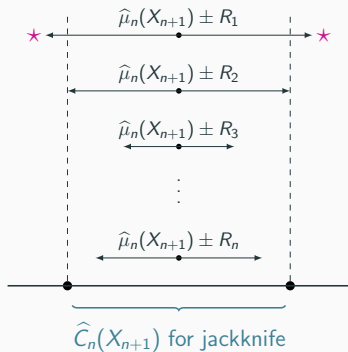 μ̂ₙ(Xₙ₊₁) ± R₁
μ̂ₙ(Xₙ₊₁) ± R₂
μ̂ₙ(Xₙ₊₁) ± R₃
⋮
μ̂ₙ(Xₙ₊₁) ± Rₙ
Ĉₙ(Xₙ₊₁) for jackknife